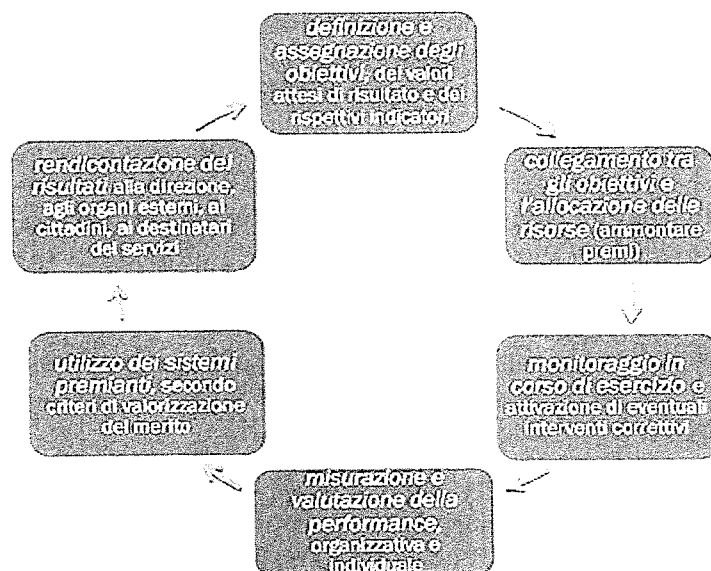 definizione e
assegnazione degli
obiettivi, dei valori
attesi di risultato e dei
rispettivi indicatori
collegamento tra
gli obiettivi e
l'allocazione delle
risorse (ammontare
premi)
monitoraggio in
corso di esercizio e
attivazione di eventuali
interventi correttivi
misurazione e
valutazione della
performance,
organizzativa e
individuale
utilizzo dei sistemi
premianti, secondo
criteri di valorizzazione
del merito
rendicontazione dei
risultati alla direzione,
agli organi esterni, ai
cittadini, ai destinatari
dei servizi